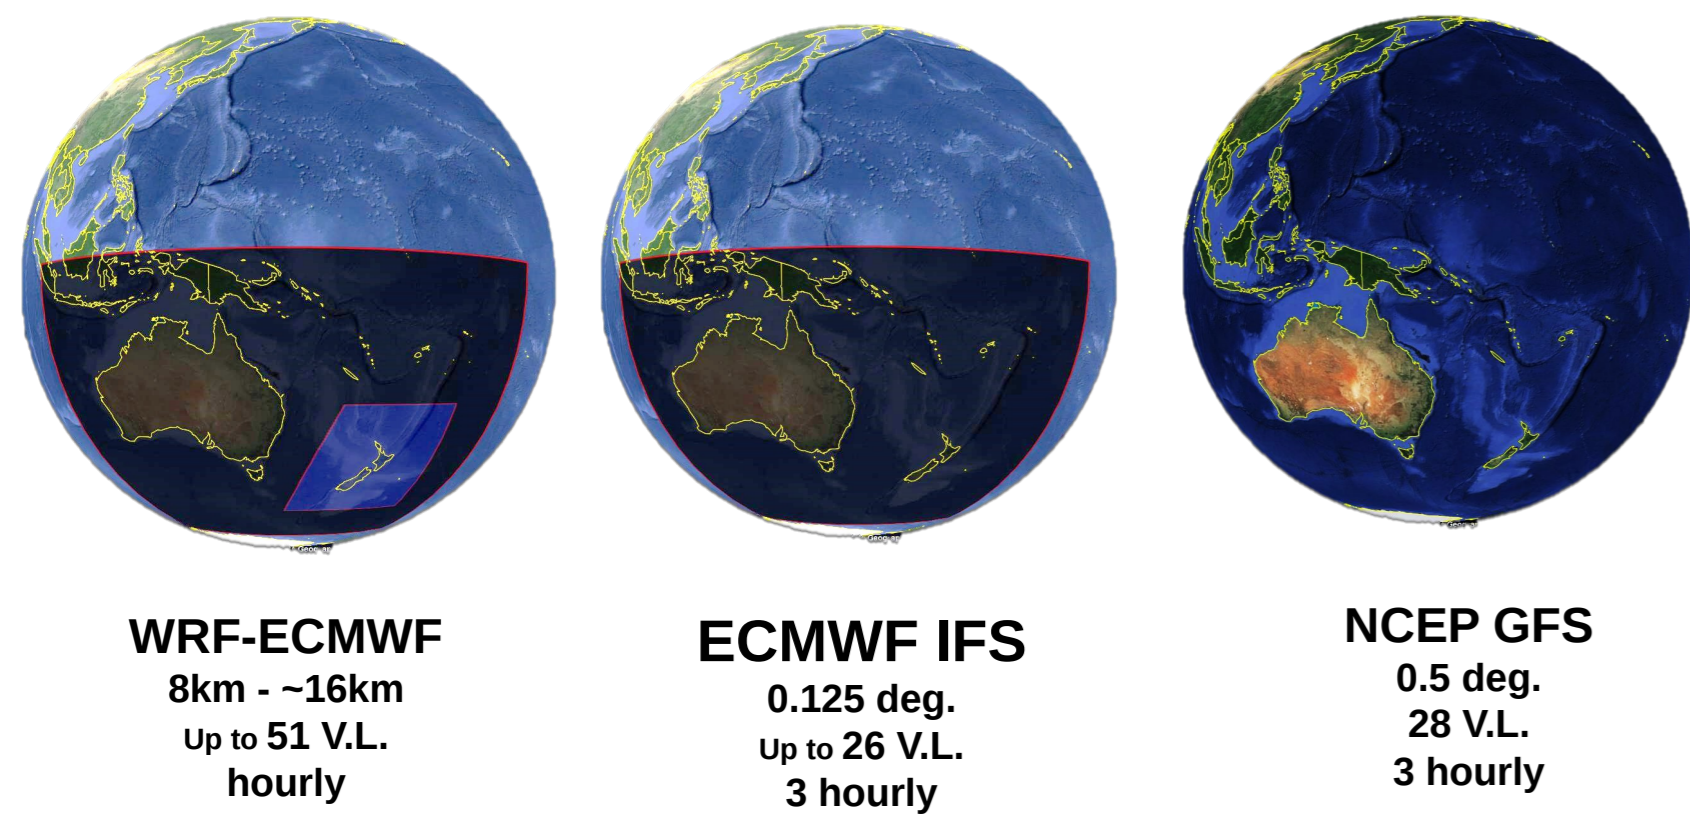 WRF-ECMWF
8km - ~16km
Up to 51 V.L.
hourly
ECMWF IFS
0.125 deg.
Up to 26 V.L.
3 hourly
NCEP GFS
0.5 deg.
28 V.L.
3 hourly